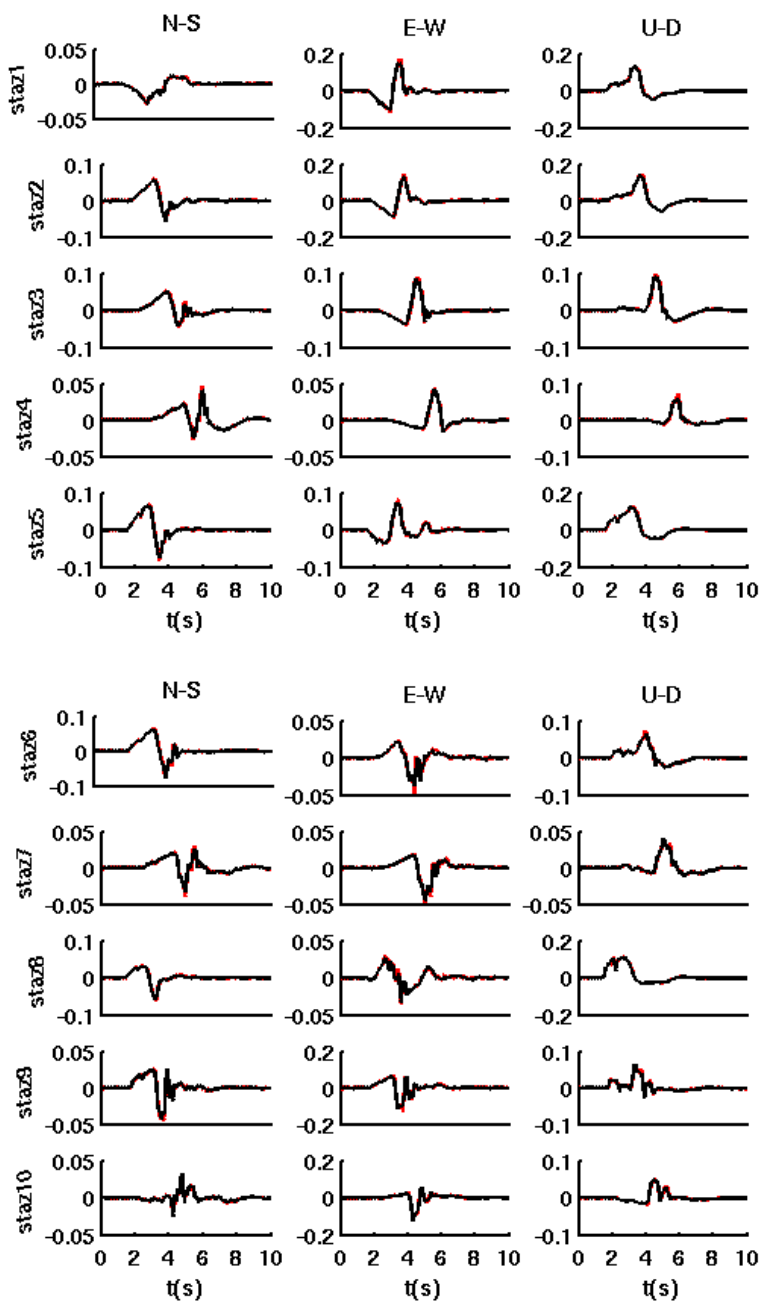 N-S E-W U-D
staz1 0.05 0 -0.05 0.2 0 -0.2 0.2 0 -0.2
staz2 0.1 0 -0.1 0.2 0 -0.2 0.2 0 -0.2
staz3 0.1 0 -0.1 0.1 0 -0.1 0.1 0 -0.1
staz4 0.05 0 -0.05 0.05 0 -0.05 0.1 0 -0.1
staz5 0.1 0 -0.1 0.1 0 -0.1 0.2 0 -0.2
0 2 4 6 8 10 0 2 4 6 8 10 0 2 4 6 8 10
t(s) t(s) t(s)
N-S E-W U-D
staz6 0.1 0 -0.1 0.05 0 -0.05 0.1 0 -0.1
staz7 0.05 0 -0.05 0.05 0 -0.05 0.05 0 -0.05
staz8 0.1 0 -0.1 0.05 0 -0.05 0.2 0 -0.2
staz9 0.05 0 -0.05 0.2 0 -0.2 0.1 0 -0.1
staz10 0.05 0 -0.05 0.2 0 -0.2 0.1 0 -0.1
0 2 4 6 8 10 0 2 4 6 8 10 0 2 4 6 8 10
t(s) t(s) t(s)